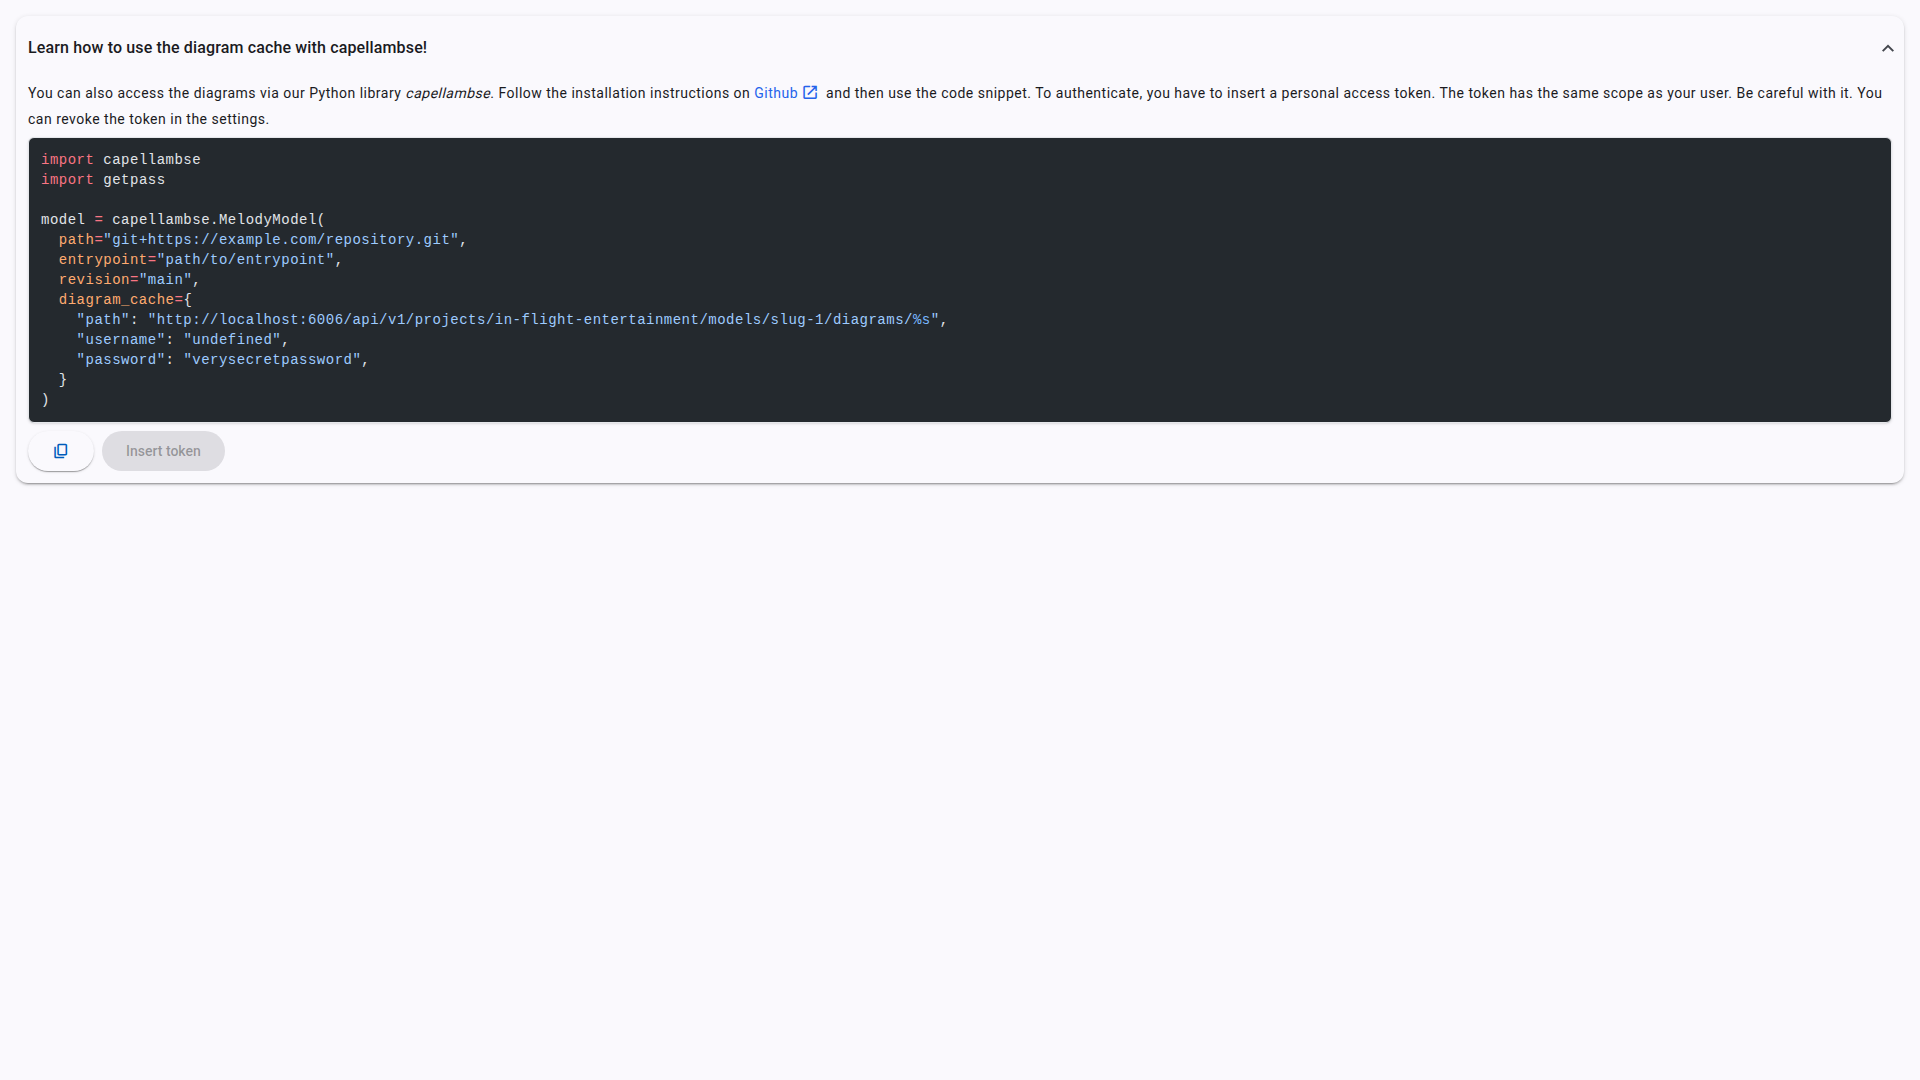 Learn how to use the diagram cache with capellambse!
You can also access the diagrams via our Python library capellambse. Follow the installation instructions on Github and then use the code snippet. To authenticate, you have to insert a personal access token. The token has the same scope as your user. Be careful with it. You
can revoke the token in the settings.
import capellambse
import getpass

model = capellambse.MelodyModel(
  path="git+https://example.com/repository.git",
  entrypoint="path/to/entrypoint",
  revision="main",
  diagram_cache={
    "path": "http://localhost:6006/api/v1/projects/in-flight-entertainment/models/slug-1/diagrams/%s",
    "username": "undefined",
    "password": "verysecretpassword",
  }
)
Insert token